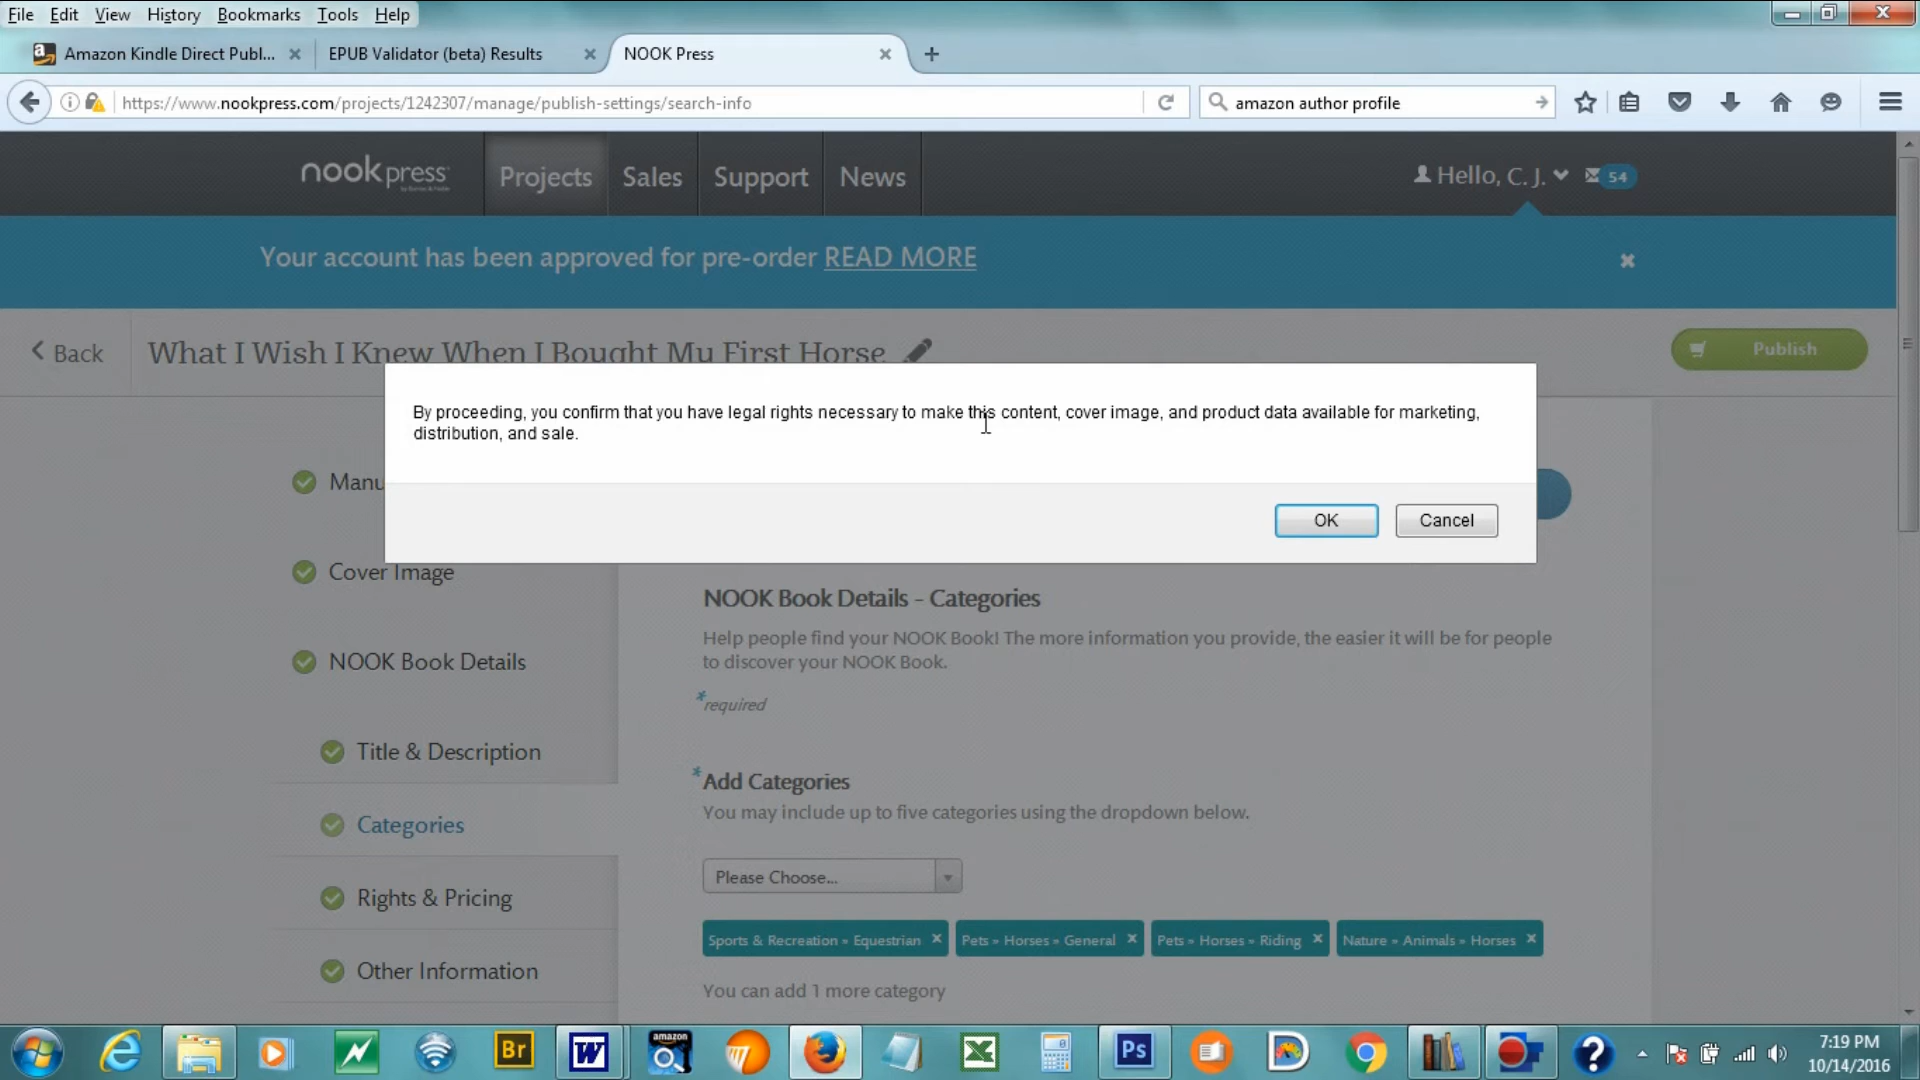 File Edit View History Bookmarks Tools Help
Amazon Kindle Direct Publ... EPUB Validator (beta) Results NOOK Press
https://www.nookpress.com/projects/1242307/manage/publish-settings/search-info amazon author profile
nook press Projects Sales Support News Hello, C. J. 54
by Barnes & Noble
Your account has been approved for pre-order READ MORE
Back What I Wish I Knew When I Bought My First Horse Publish
By proceeding, you confirm that you have legal rights necessary to make this content, cover image, and product data available for marketing,
distribution, and sale.
Manu
OK Cancel
Cover Image
NOOK Book Details - Categories
Help people find your NOOK Book! The more information you provide, the easier it will be for people
to discover your NOOK Book.
NOOK Book Details
*required
Title & Description
*Add Categories
You may include up to five categories using the dropdown below.
Categories
Please Choose...
Rights & Pricing
Sports & Recreation » Equestrian Pets » Horses » General Pets » Horses » Riding Nature » Animals » Horses
Other Information
You can add 1 more category
Br W amazon Ps D ?
7:19 PM
10/14/2016